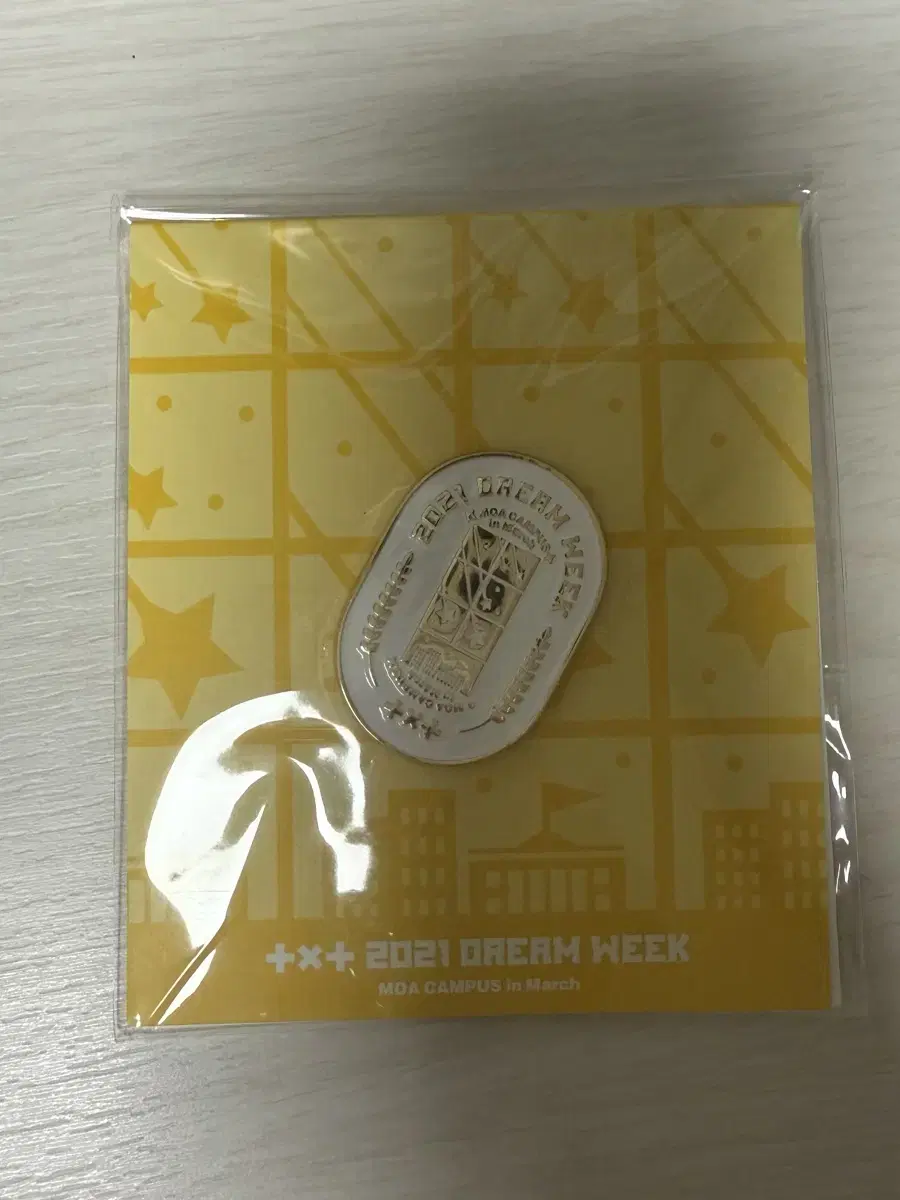 2021 DREAM WEEK
MOA CAMPUS
in March
+×+
+×+ 2021 DREAM WEEK
MOA CAMPUS in March